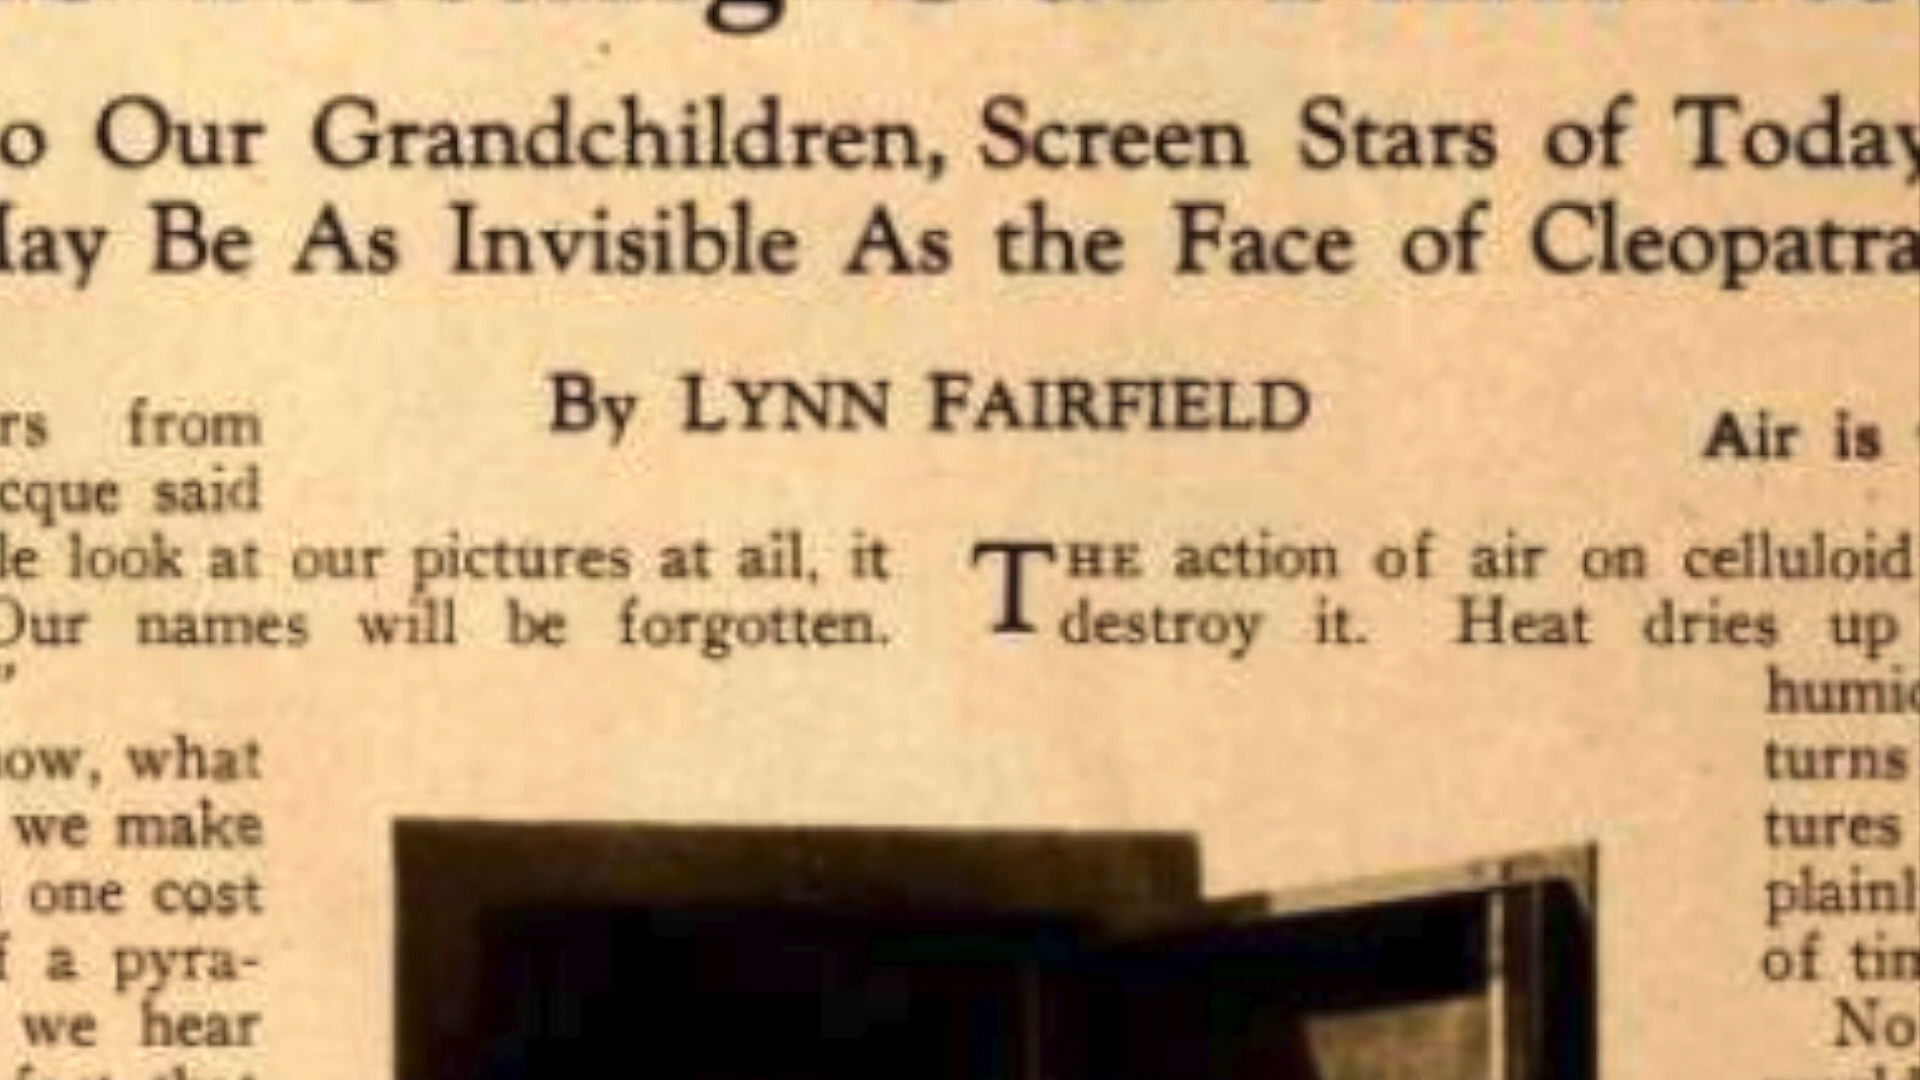 o Our Grandchildren, Screen Stars of Today
May Be As Invisible As the Face of Cleopatra
By LYNN FAIRFIELD
rs from
cque said
le look at our pictures at ail, it
Our names will be forgotten.
"
ow, what
we make
one cost
f a pyra-
we hear
Air is
THE action of air on celluloid
destroy it. Heat dries up
humid
turns
tures
plainl
of tim
No